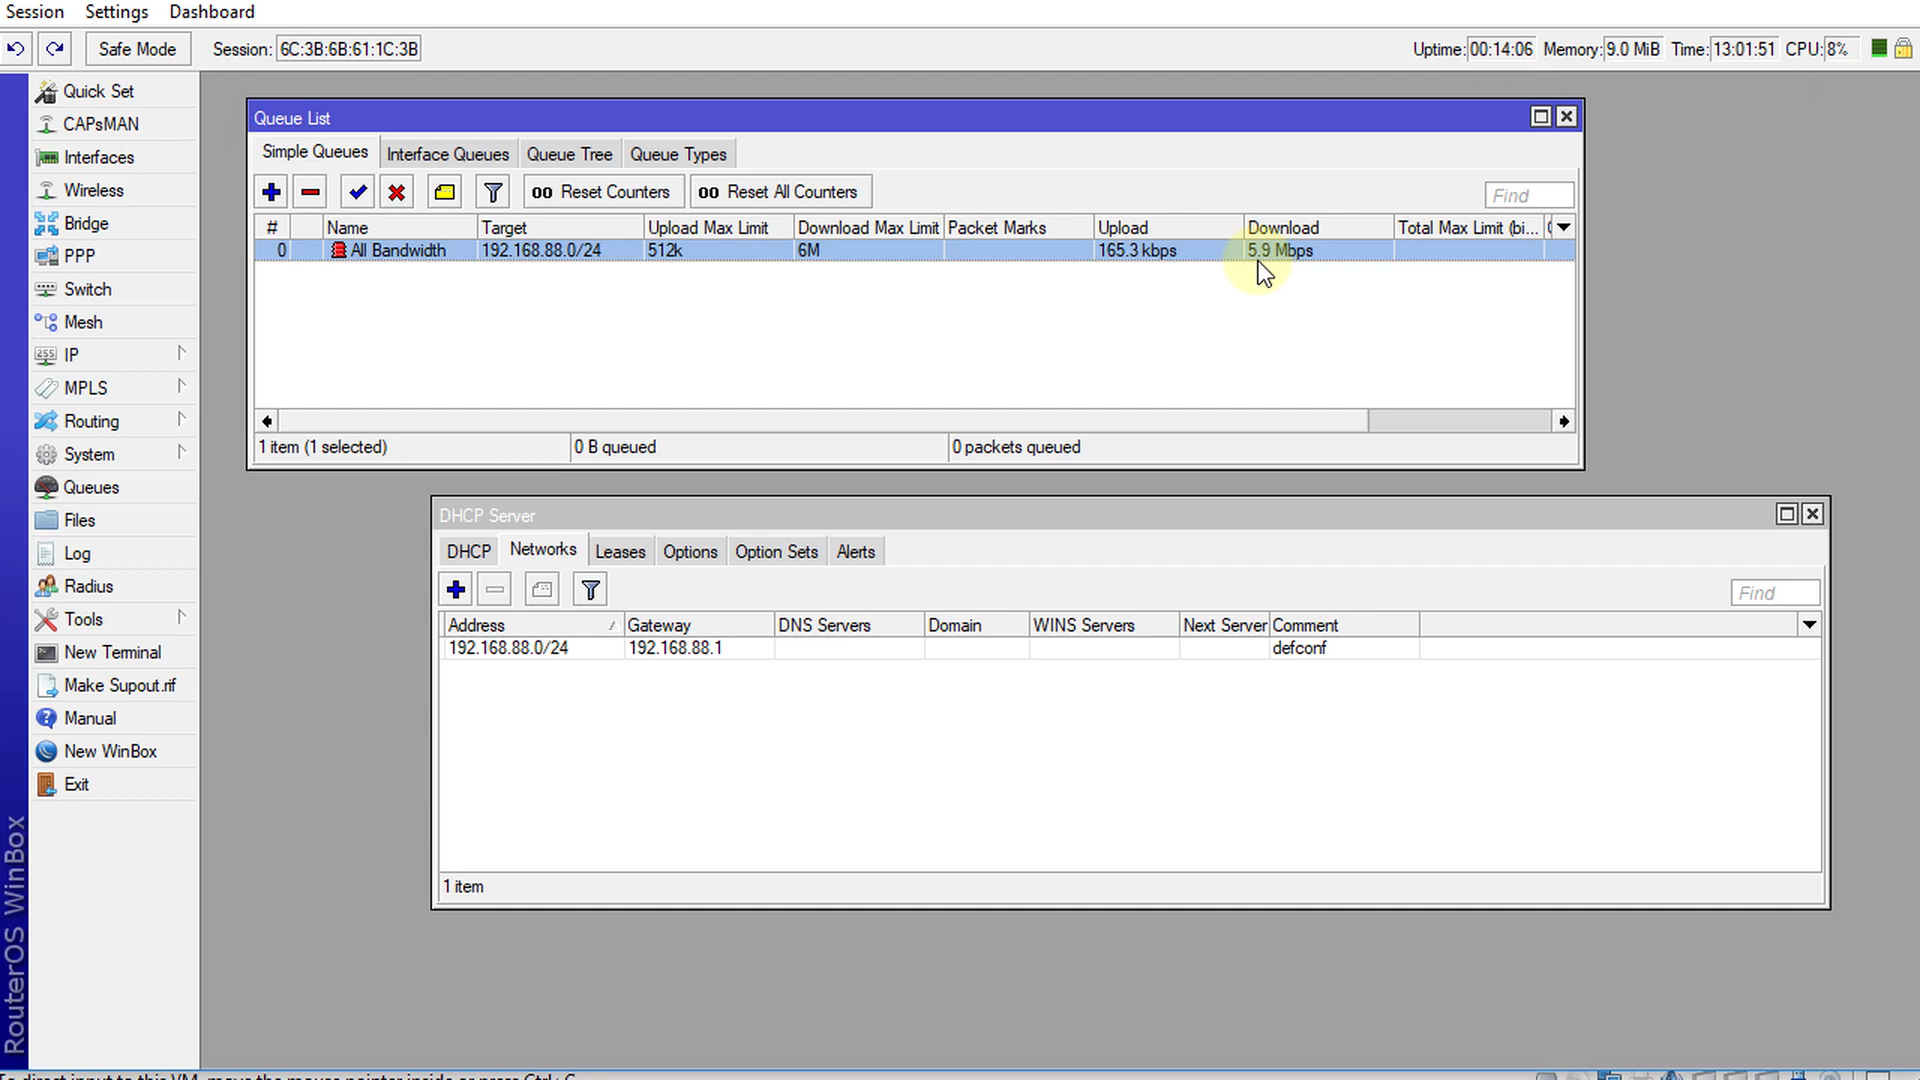 Session Settings Dashboard
Safe Mode Session: 6C:3B:6B:61:1C:3B Uptime: 00:14:06 Memory: 9.0 MiB Time: 13:01:51 CPU: 8%
Quick Set
CAPsMAN
Interfaces
Wireless
Bridge
PPP
Switch
Mesh
255 IP
MPLS
Routing
System
Queues
Files
Log
Radius
Tools
New Terminal
Make Supout.rif
Manual
New WinBox
Exit
RouterOS WinBox
Queue List
Simple Queues Interface Queues Queue Tree Queue Types
00 Reset Counters 00 Reset All Counters Find
# Name Target Upload Max Limit Download Max Limit Packet Marks Upload Download Total Max Limit (bi...
0 All Bandwidth 192.168.88.0/24 512k 6M 165.3 kbps 5.9 Mbps
1 item (1 selected) 0 B queued 0 packets queued
DHCP Server
DHCP Networks Leases Options Option Sets Alerts
Find
Address Gateway DNS Servers Domain WINS Servers Next Server Comment
192.168.88.0/24 192.168.88.1 defconf
1 item
To direct input to this VM, move the mouse pointer inside or press Ctrl+G.